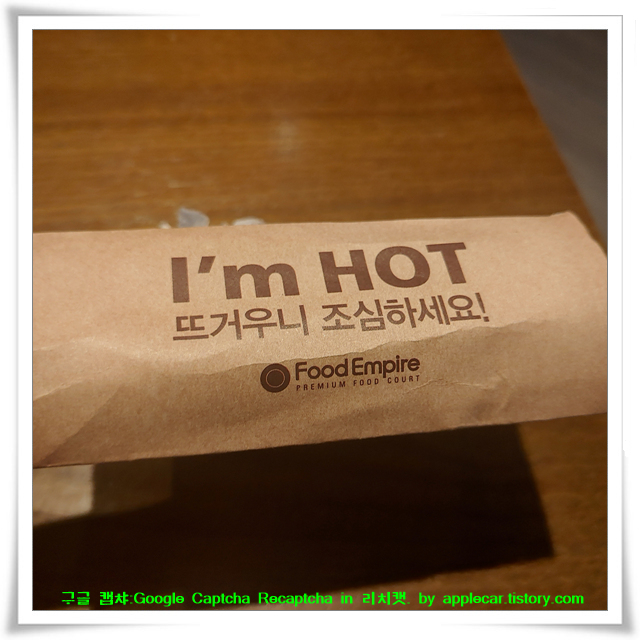 I'm HOT
뜨거우니 조심하세요!
Food Empire
PREMIUM FOOD COURT
구글 캡챠:Google Captcha Recaptcha in 리치캣. by applecar.tistory.com